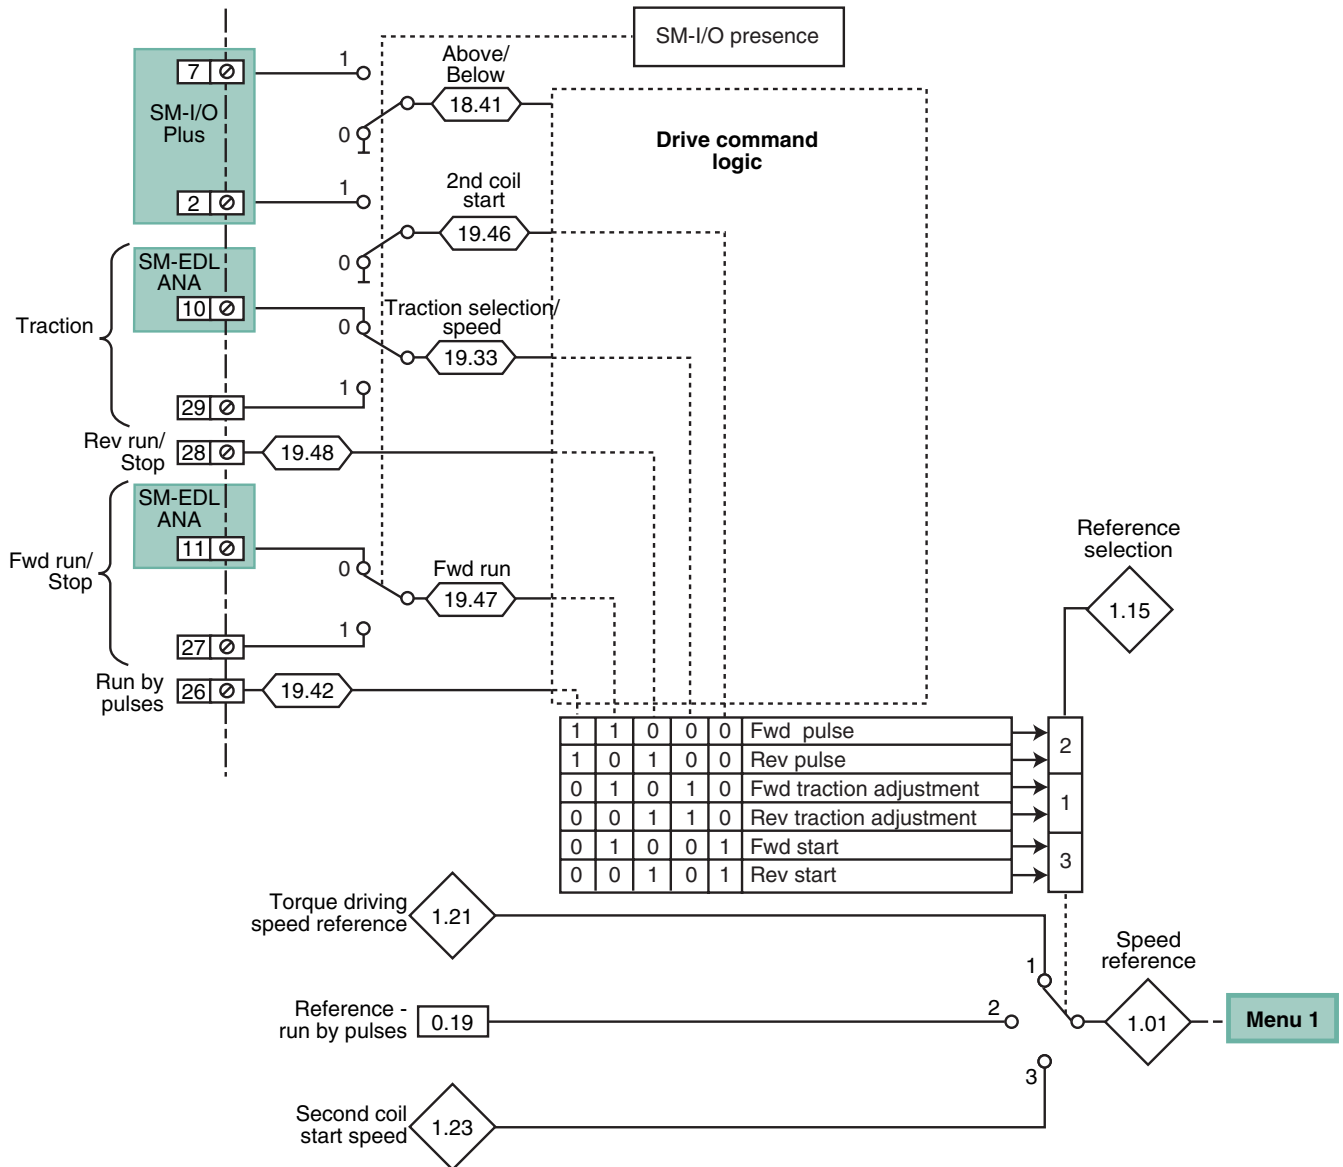 SM-I/O presence
7
SM-I/O
Plus
2
1
0
Above/
Below
18.41
Drive command
logic
1
0
2nd coil
start
19.46
Traction
SM-EDL
ANA
10
0
Traction selection/
speed
19.33
29
1
Rev run/
Stop
28
19.48
Fwd run/
Stop
SM-EDL
ANA
11
0
Fwd run
19.47
27
1
Run by
pulses
26
19.42
Reference
selection
1.15
1 1 0 0 0 Fwd pulse
1 0 1 0 0 Rev pulse
2
0 1 0 1 0 Fwd traction adjustment
0 0 1 1 0 Rev traction adjustment
1
0 1 0 0 1 Fwd start
0 0 1 0 1 Rev start
3
Torque driving
speed reference
1.21
1
Reference -
run by pulses
0.19
2
Speed
reference
1.01
Menu 1
3
Second coil
start speed
1.23